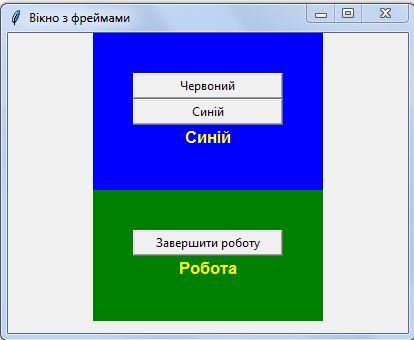 Вікно з фреймами
Червоний
Синій
Синій
Завершити роботу
Робота